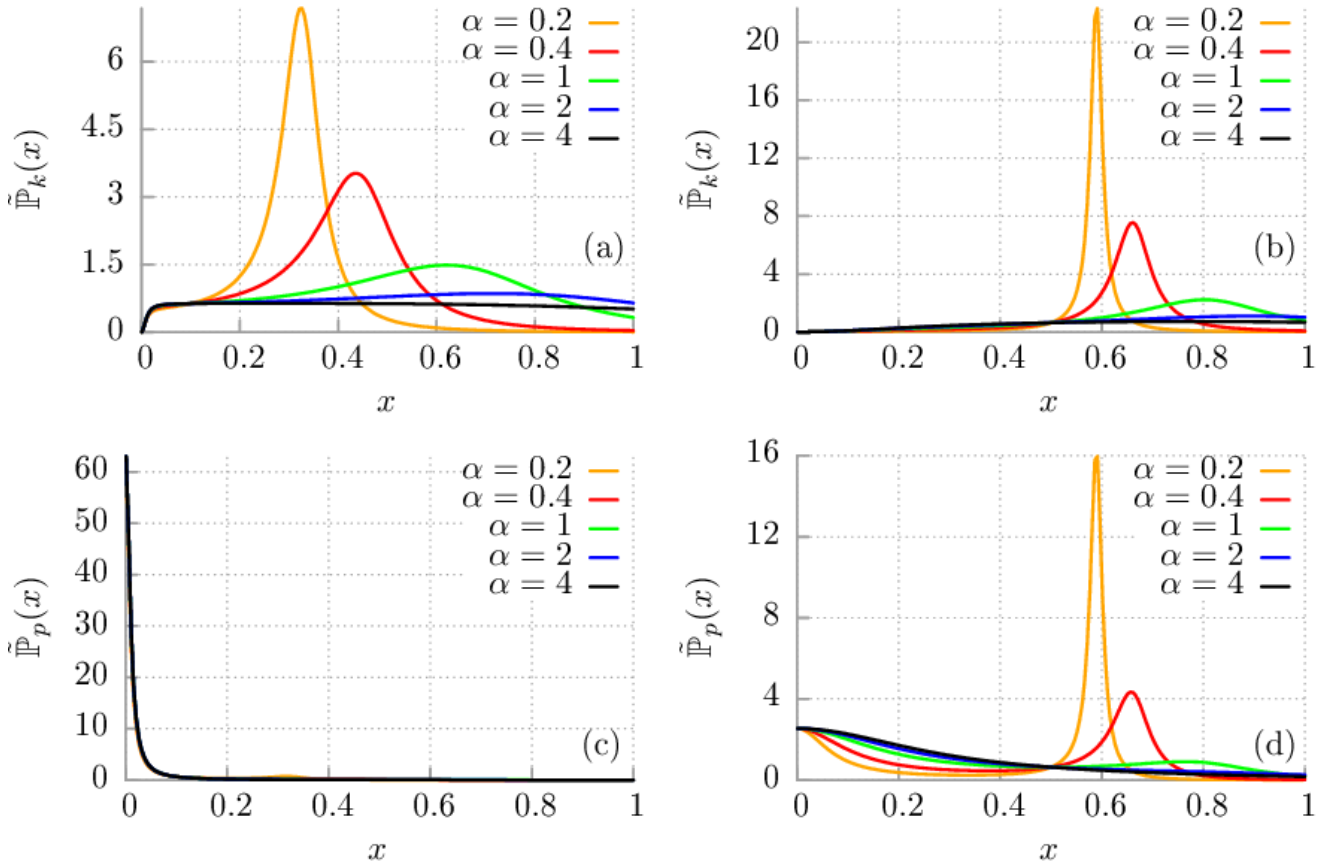 α = 0.2
α = 0.4
α = 1
α = 2
α = 4
6
4.5
3
1.5
0
ℙ̃ₖ(x)
(a)
0 0.2 0.4 0.6 0.8 1
x
α = 0.2
α = 0.4
α = 1
α = 2
α = 4
20
16
12
8
4
0
ℙ̃ₖ(x)
(b)
0 0.2 0.4 0.6 0.8 1
x
α = 0.2
α = 0.4
α = 1
α = 2
α = 4
60
50
40
30
20
10
0
ℙ̃ₚ(x)
(c)
0 0.2 0.4 0.6 0.8 1
x
α = 0.2
α = 0.4
α = 1
α = 2
α = 4
16
12
8
4
0
ℙ̃ₚ(x)
(d)
0 0.2 0.4 0.6 0.8 1
x